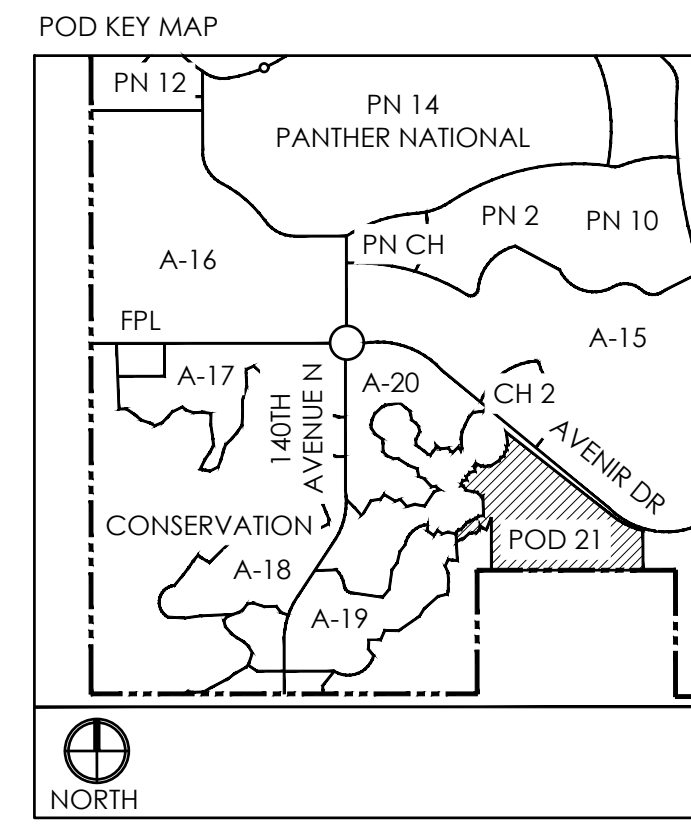 POD KEY MAP
PN 12
PN 14
PANTHER NATIONAL
PN 2
PN 10
PN CH
A-16
FPL
A-15
A-17
A-20
CH 2
140TH
AVENUE N
AVENIR DR
CONSERVATION
POD 21
A-18
A-19
NORTH